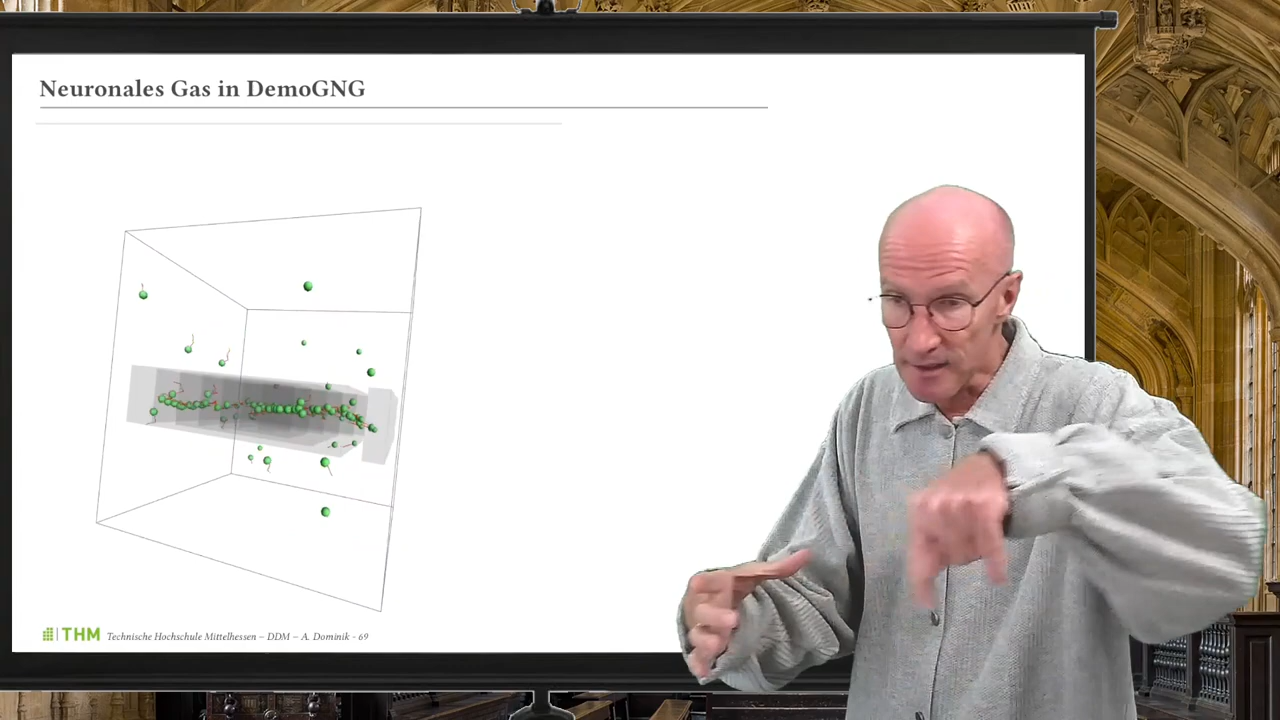 Neuronales Gas in DemoGNG
THM Technische Hochschule Mittelhessen – DDM – A. Dominik - 69